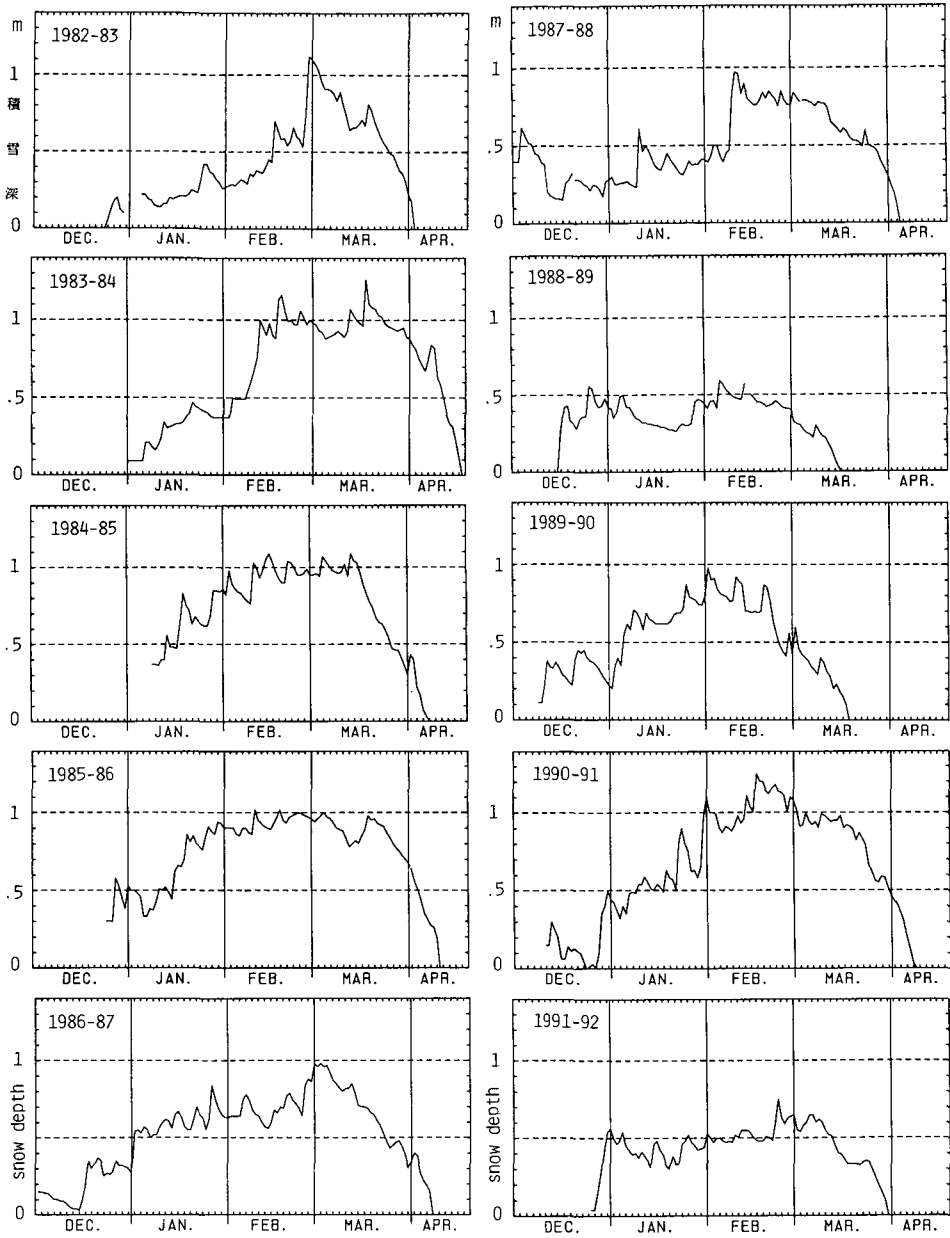 m
1982-83
1
積
雪
.5
深
0
DEC. JAN. FEB. MAR. APR.
1983-84
1
.5
0
DEC. JAN. FEB. MAR. APR.
1984-85
1
.5
0
DEC. JAN. FEB. MAR. APR.
1985-86
1
.5
0
DEC. JAN. FEB. MAR. APR.
1986-87
1
snow depth
.5
0
DEC. JAN. FEB. MAR. APR.
m
1987-88
1
.5
0
DEC. JAN. FEB. MAR. APR.
1988-89
1
.5
0
DEC. JAN. FEB. MAR. APR.
1989-90
1
.5
0
DEC. JAN. FEB. MAR. APR.
1990-91
1
.5
0
DEC. JAN. FEB. MAR. APR.
1991-92
1
snow depth
.5
0
DEC. JAN. FEB. MAR. APR.